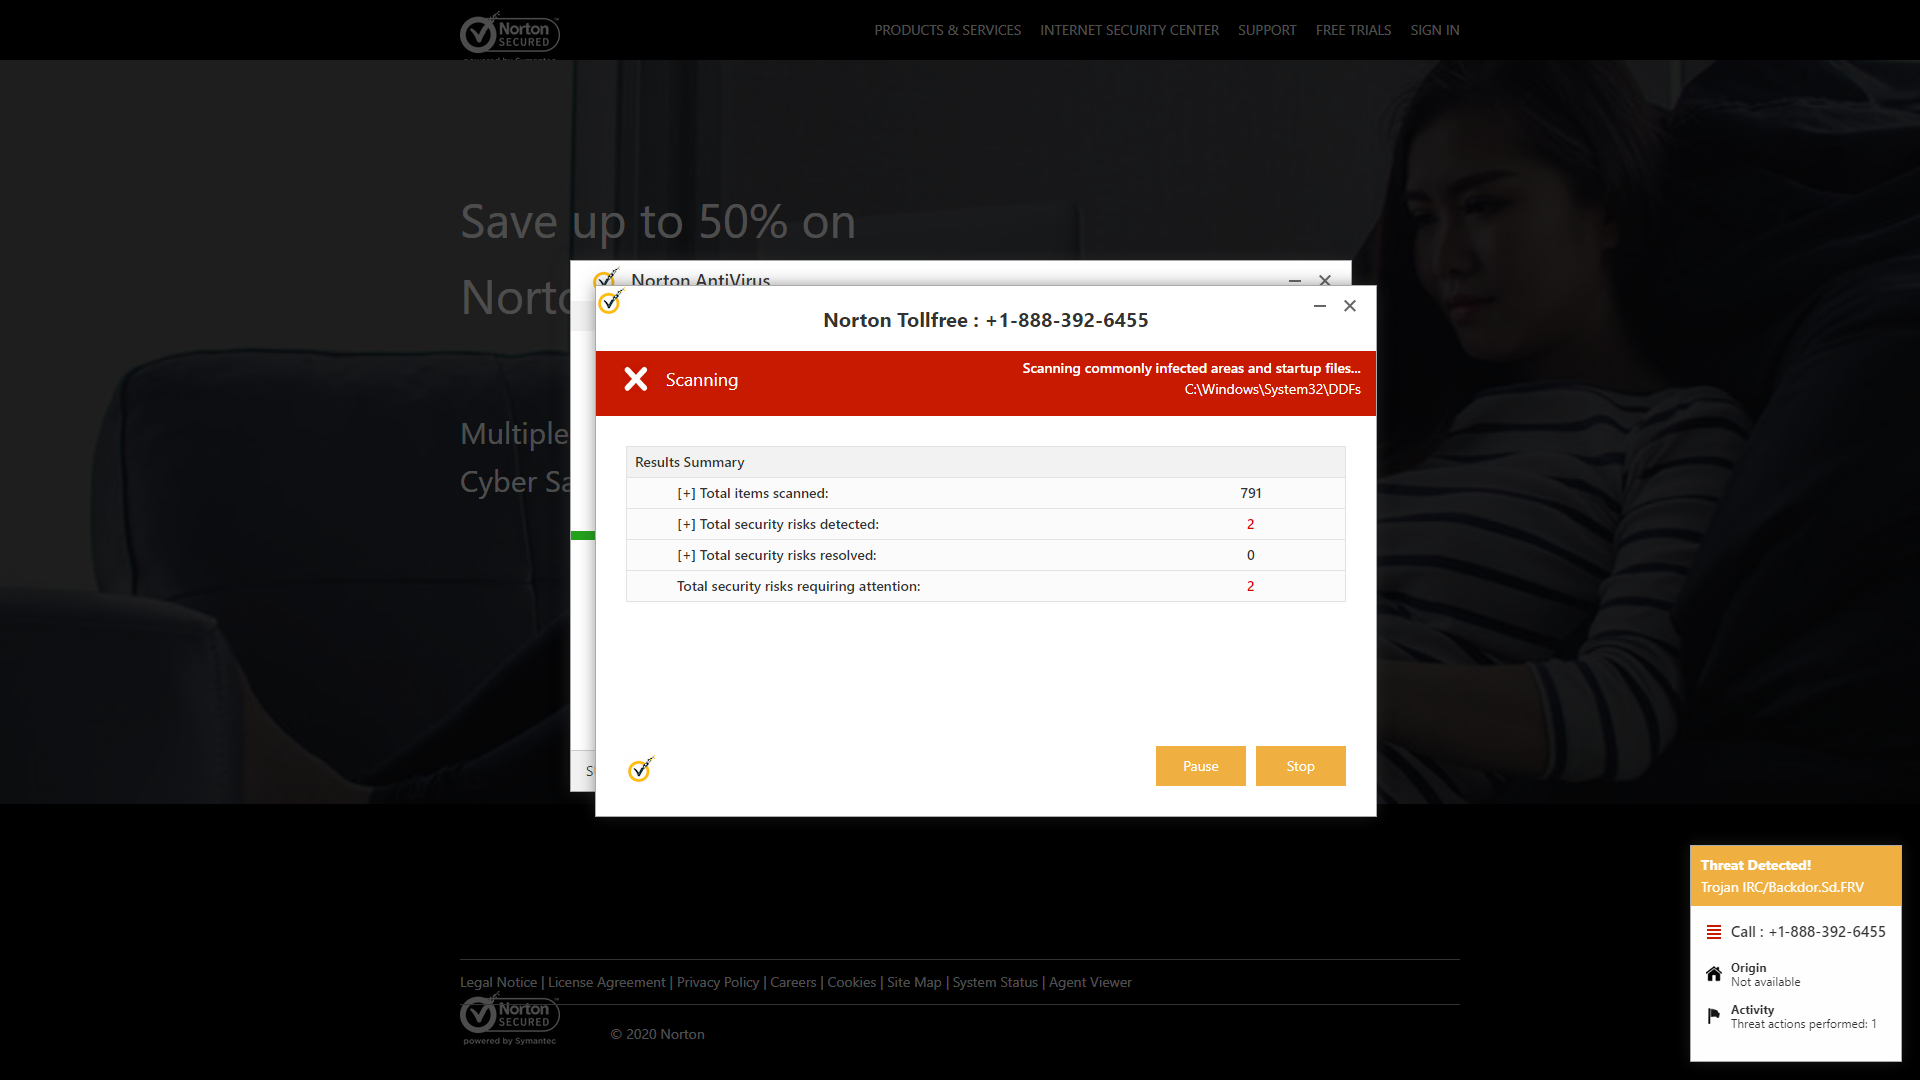 Norton
SECURED
powered by Symantec
PRODUCTS & SERVICES
INTERNET SECURITY CENTER
SUPPORT
FREE TRIALS
SIGN IN
Save up to 50% on
Multiple
Cyber
Norton AntiVirus
Norton Tollfree : +1-888-392-6455
Scanning
Scanning commonly infected areas and startup files...
C:\Windows\System32\DDFs
Results Summary
[+] Total items scanned: 791
[+] Total security risks detected: 2
[+] Total security risks resolved: 0
Total security risks requiring attention: 2
Pause
Stop
Threat Detected!
Trojan IRC/Backdor.Sd.FRV
Call : +1-888-392-6455
Origin
Not available
Activity
Threat actions performed: 1
Legal Notice | License Agreement | Privacy Policy | Careers | Cookies | Site Map | System Status | Agent Viewer
Norton
SECURED
powered by Symantec
© 2020 Norton